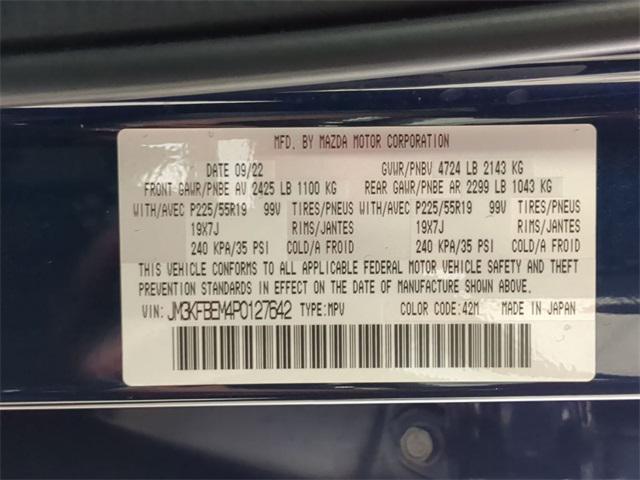 MFD. BY MAZDA MOTOR CORPORATION
DATE 09/22 GVWR/PNBV 4724 LB 2143 KG
FRONT GAWR/PNBE AV 2425 LB 1100 KG REAR GAWR/PNBE AR 2299 LB 1043 KG
WITH/AVEC P225/55R19 99V TIRES/PNEUS WITH/AVEC P225/55R19 99V TIRES/PNEUS
19X7J RIMS/JANTES 19X7J RIMS/JANTES
240 KPA/35 PSI COLD/A FROID 240 KPA/35 PSI COLD/A FROID
THIS VEHICLE CONFORMS TO ALL APPLICABLE FEDERAL MOTOR VEHICLE SAFETY AND THEFT
PREVENTION STANDARDS IN EFFECT ON THE DATE OF MANUFACTURE SHOWN ABOVE.
VIN: JM3KFBEM4P0127642 TYPE:MPV COLOR CODE:42M MADE IN JAPAN